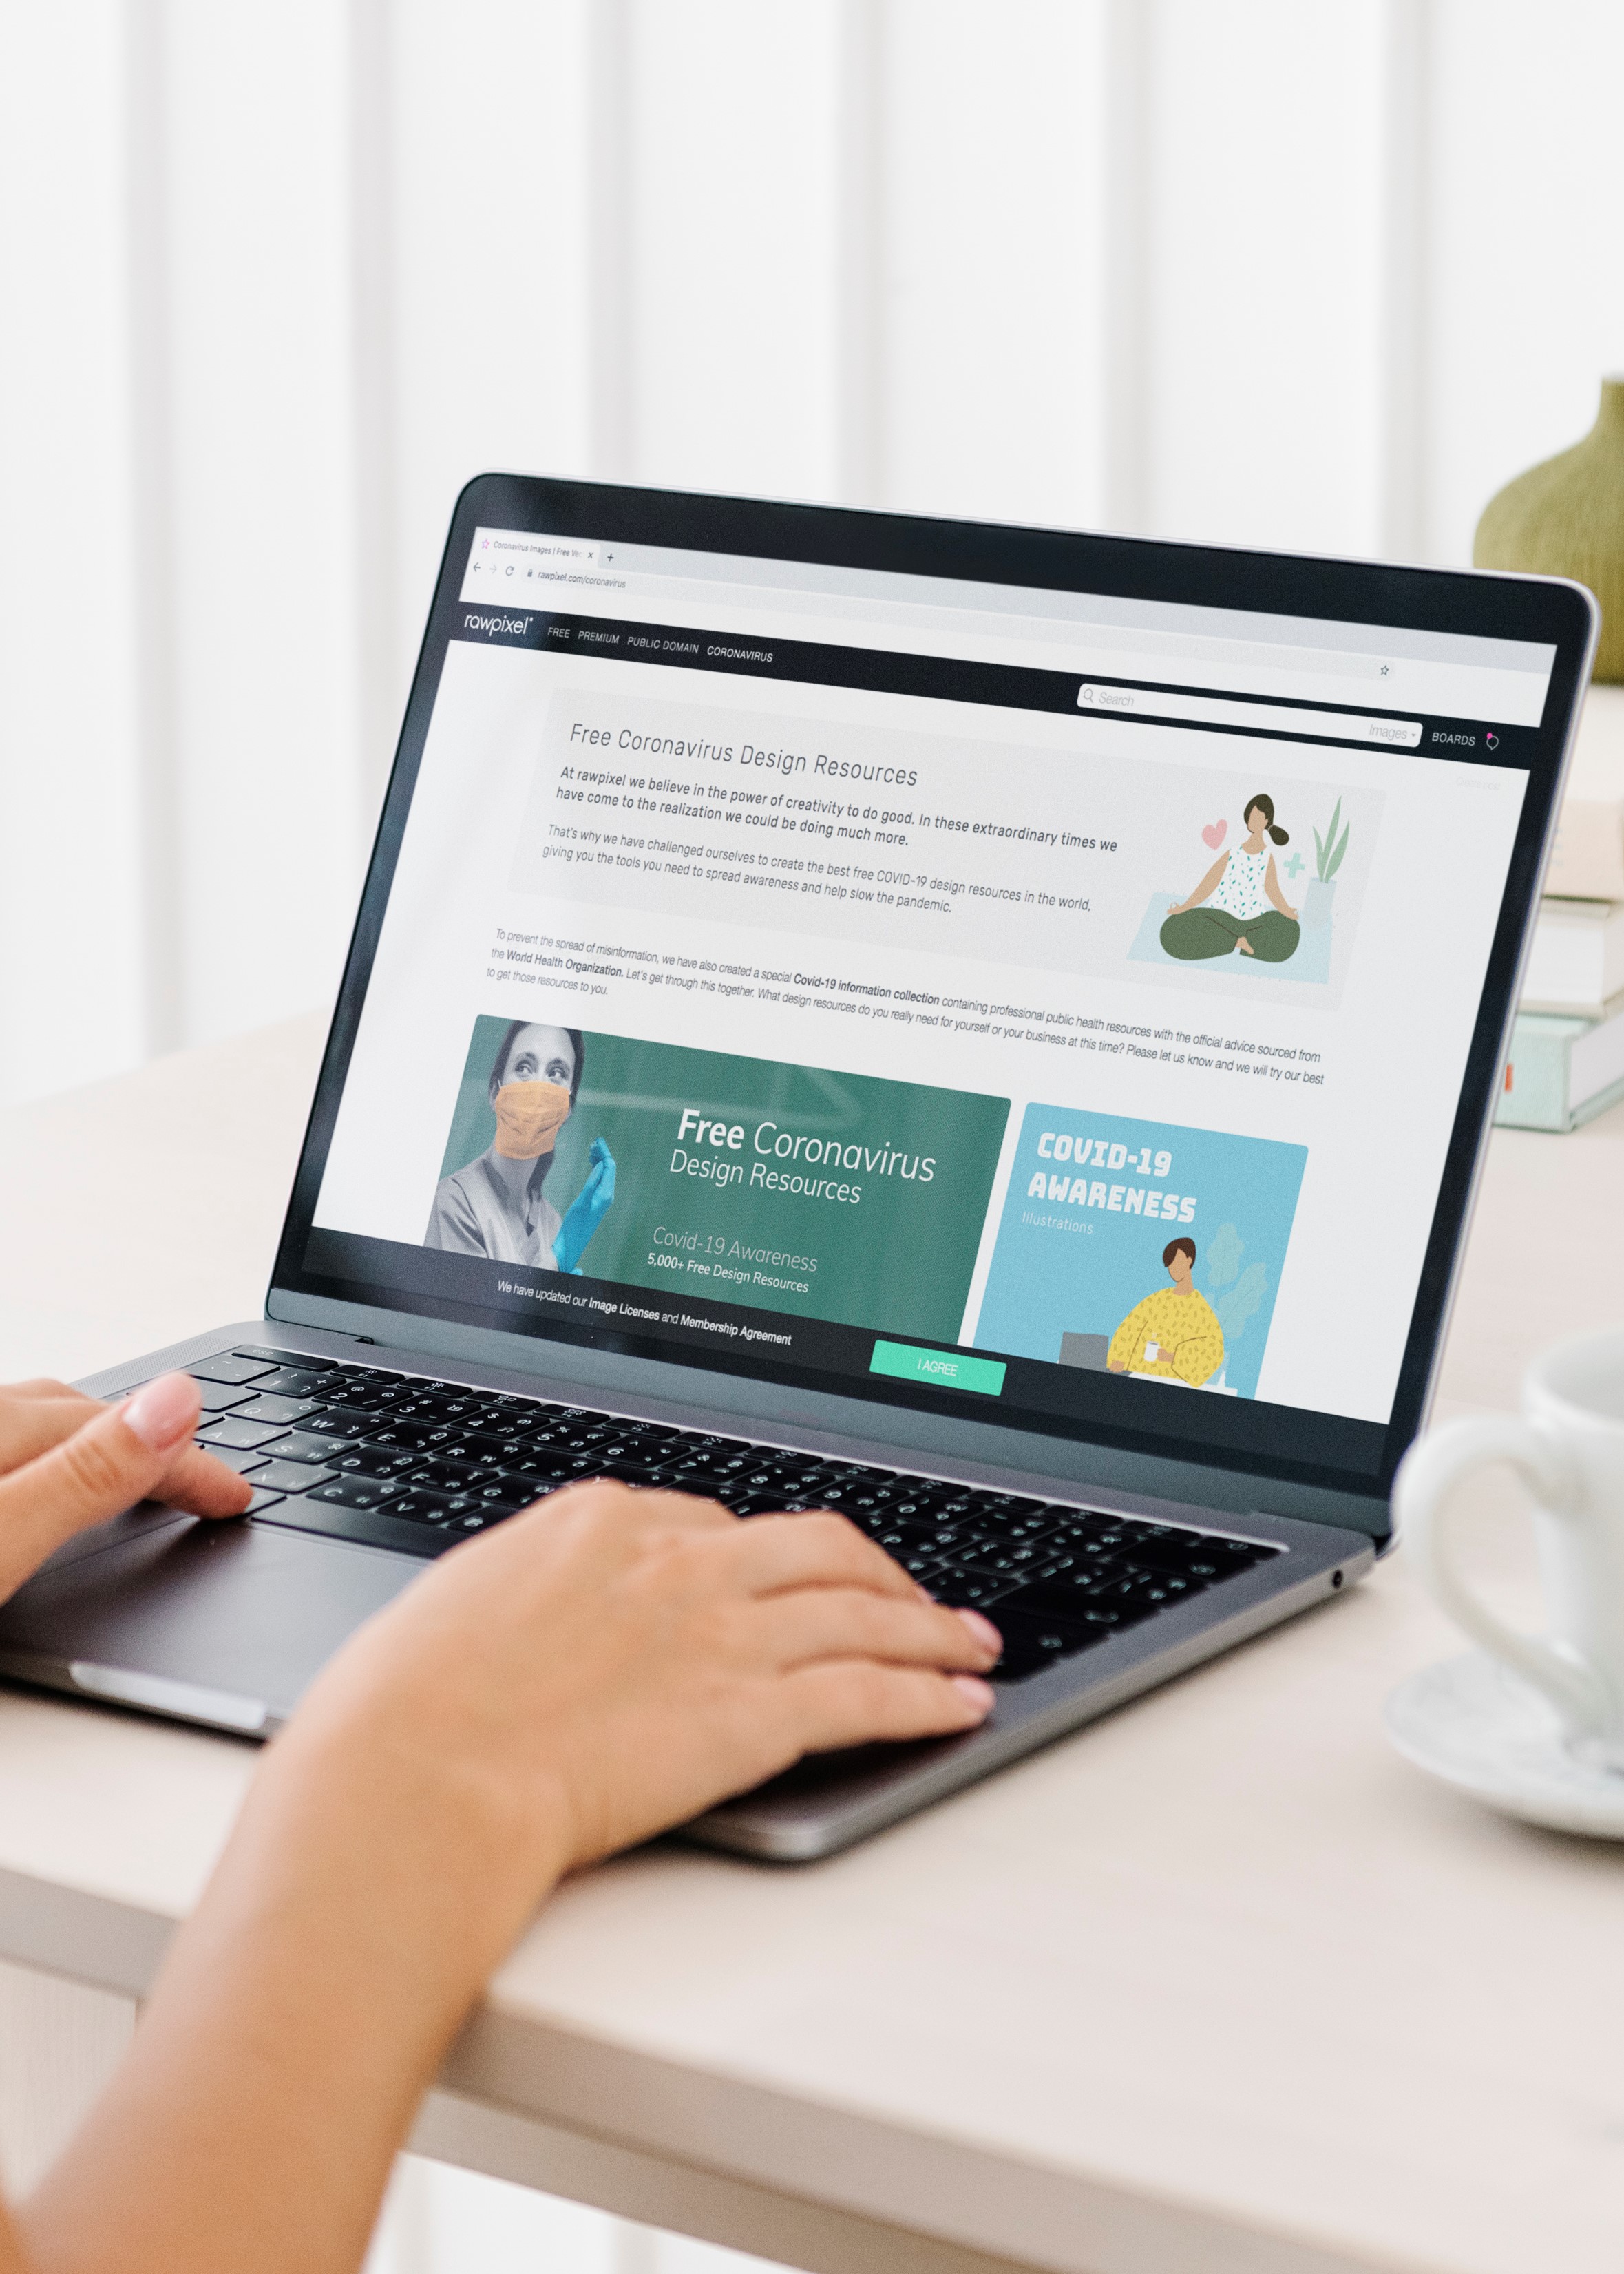 Coronavirus Images | Free Ve
rawpixel.com/coronavirus
rawpixel
FREE PREMIUM PUBLIC DOMAIN CORONAVIRUS
Search
Images
BOARDS
Free Coronavirus Design Resources
At rawpixel we believe in the power of creativity to do good. In these extraordinary times we
have come to the realization we could be doing much more.
That's why we have challenged ourselves to create the best free COVID-19 design resources in the world,
giving you the tools you need to spread awareness and help slow the pandemic.
To prevent the spread of misinformation, we have also created a special Covid-19 information collection containing professional public health resources with the official advice sourced from
the World Health Organization. Let's get through this together. What design resources do you really need for yourself or your business at this time? Please let us know and we will try our best
to get those resources to you.
Free Coronavirus
Design Resources
Covid-19 Awareness
5,000+ Free Design Resources
COVID-19
AWARENESS
Illustrations
We have updated our Image Licenses and Membership Agreement
I AGREE
esc